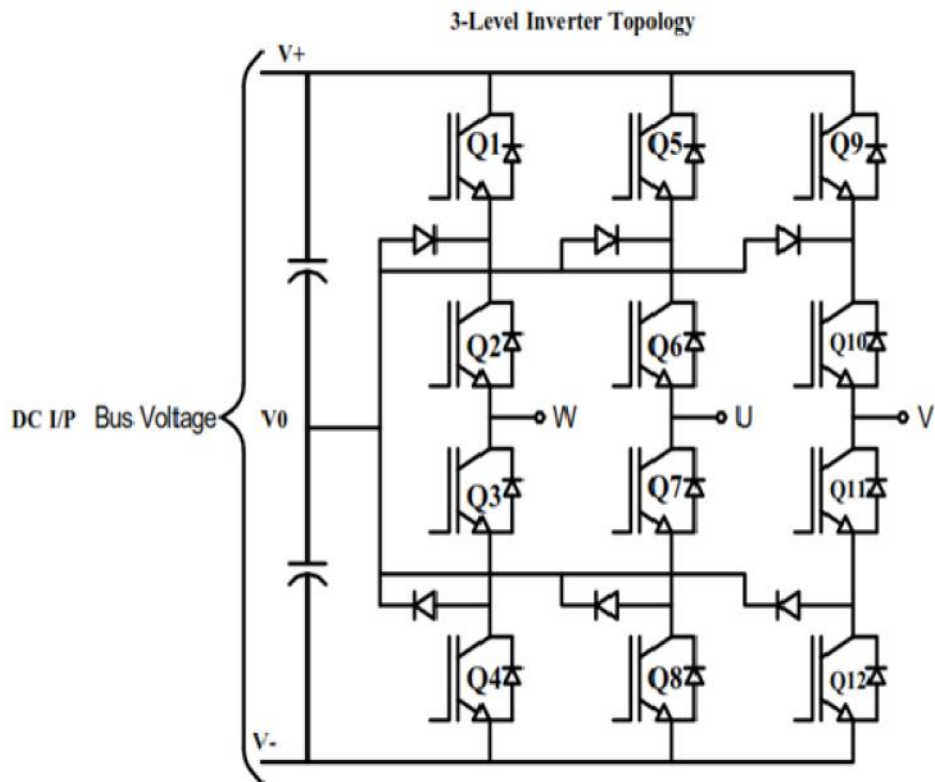 3-Level Inverter Topology
V+
Q1 Q5 Q9
Q2 Q6 Q10
DC I/P Bus Voltage V0 W U V
Q3 Q7 Q11
Q4 Q8 Q12
V-